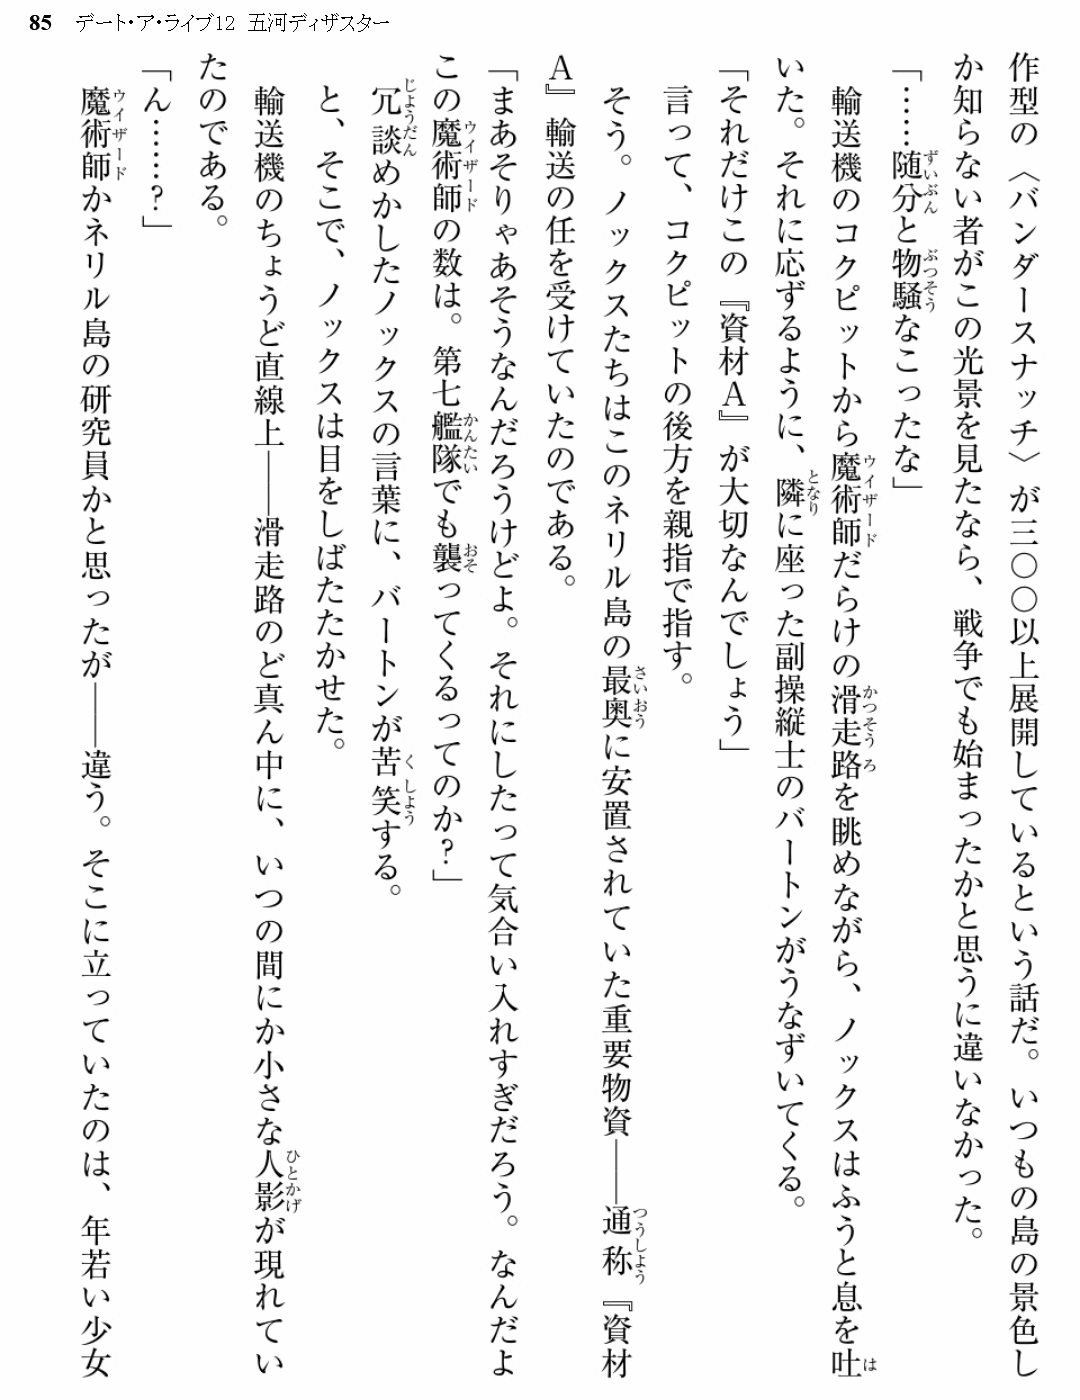 85 デート・ア・ライブ12 五河ディザスター
作型の〈バンダースナッチ〉が三〇〇以上展開しているという話だ。いつもの島の景色し
か知らない者がこの光景を見たなら、戦争でも始まったかと思うに違いなかった。
「……随分と物騒なこったな」
輸送機のコクピットから魔術師だらけの滑走路を眺めながら、ノックスはふうと息を吐
いた。それに応ずるように、隣に座った副操縦士のバートンがうなずいてくる。
「それだけこの『資材Ａ』が大切なんでしょう」
言って、コクピットの後方を親指で指す。
そう。ノックスたちはこのネリル島の最奥に安置されていた重要物資――通称『資材
Ａ』輸送の任を受けていたのである。
「まあそりゃあそうなんだろうけどよ。それにしたって気合い入れすぎだろう。なんだよ
この魔術師の数は。第七艦隊でも襲ってくるってのか？」
冗談めかしたノックスの言葉に、バートンが苦笑する。
と、そこで、ノックスは目をしばたたかせた。
輸送機のちょうど直線上――滑走路のど真ん中に、いつの間にか小さな人影が現れてい
たのである。
「ん……？」
魔術師かネリル島の研究員かと思ったが――違う。そこに立っていたのは、年若い少女